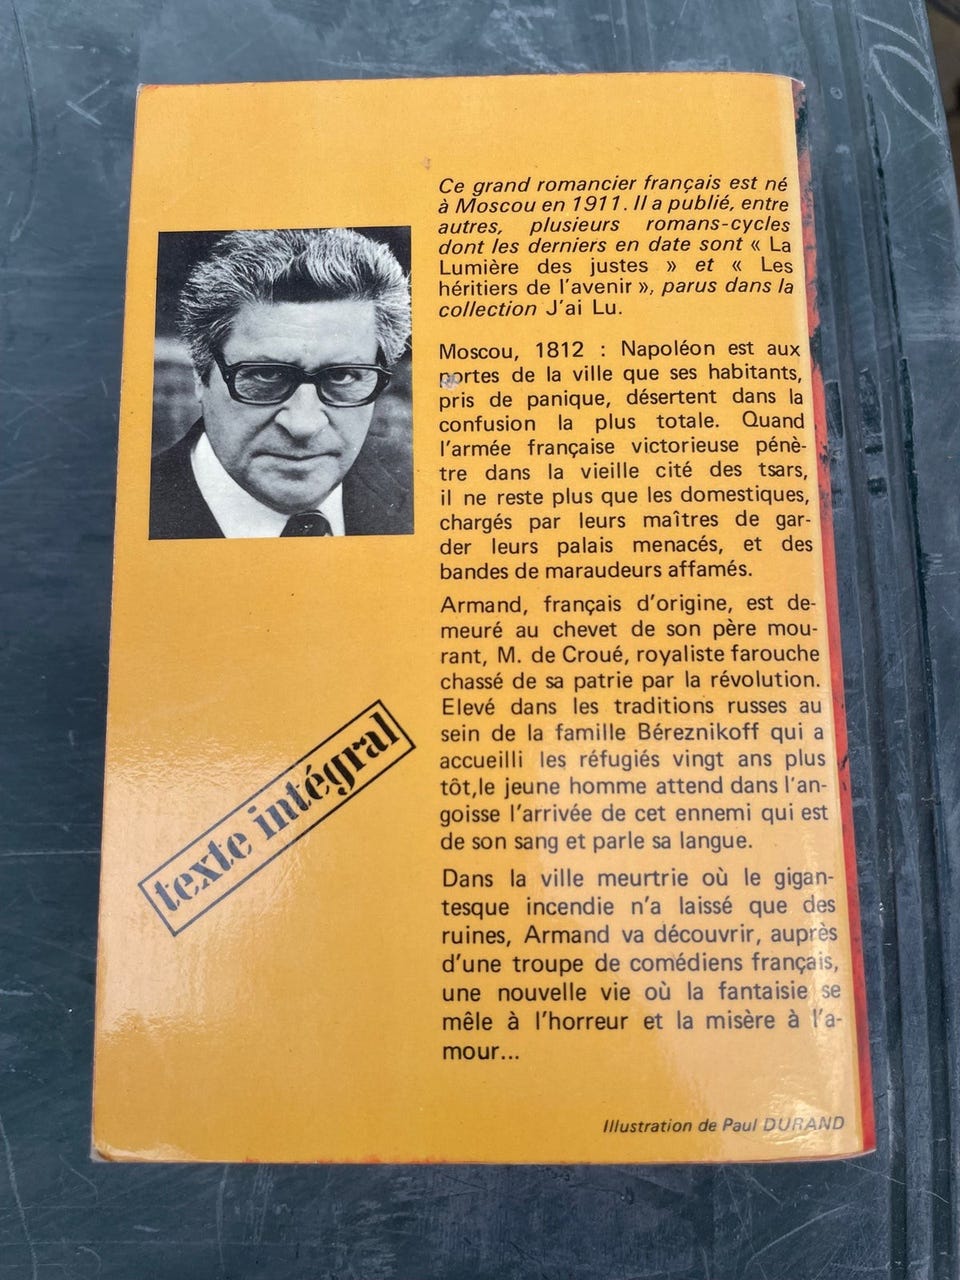 Ce grand romancier français est né
à Moscou en 1911. Il a publié, entre
autres, plusieurs romans-cycles
dont les derniers en date sont « La
Lumière des justes » et « Les
héritiers de l'avenir », parus dans la
collection J'ai Lu.
Moscou, 1812 : Napoléon est aux
portes de la ville que ses habitants,
pris de panique, désertent dans la
confusion la plus totale. Quand
l'armée française victorieuse pénè-
tre dans la vieille cité des tsars,
il ne reste plus que les domestiques,
chargés par leurs maîtres de gar-
der leurs palais menacés, et des
bandes de maraudeurs affamés.
Armand, français d'origine, est de-
meuré au chevet de son père mou-
rant, M. de Croué, royaliste farouche
chassé de sa patrie par la révolution.
Elevé dans les traditions russes au
sein de la famille Béreznikoff qui a
accueilli les réfugiés vingt ans plus
tôt,le jeune homme attend dans l'an-
goisse l'arrivée de cet ennemi qui est
de son sang et parle sa langue.
Dans la ville meurtrie où le gigan-
tesque incendie n'a laissé que des
ruines, Armand va découvrir, auprès
d'une troupe de comédiens français,
une nouvelle vie où la fantaisie se
mêle à l'horreur et la misère à l'a-
mour...
texte intégral
Illustration de Paul DURAND